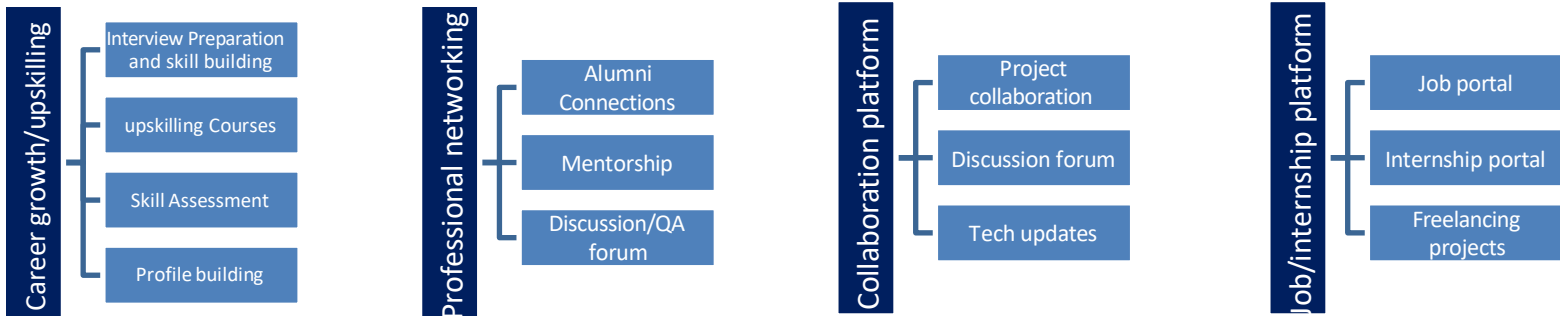 Career growth/upskilling
Interview Preparation
and skill building
upskilling Courses
Skill Assessment
Profile building
Professional networking
Alumni
Connections
Mentorship
Discussion/QA
forum
Collaboration platform
Project
collaboration
Discussion forum
Tech updates
Job/internship platform
Job portal
Internship portal
Freelancing
projects